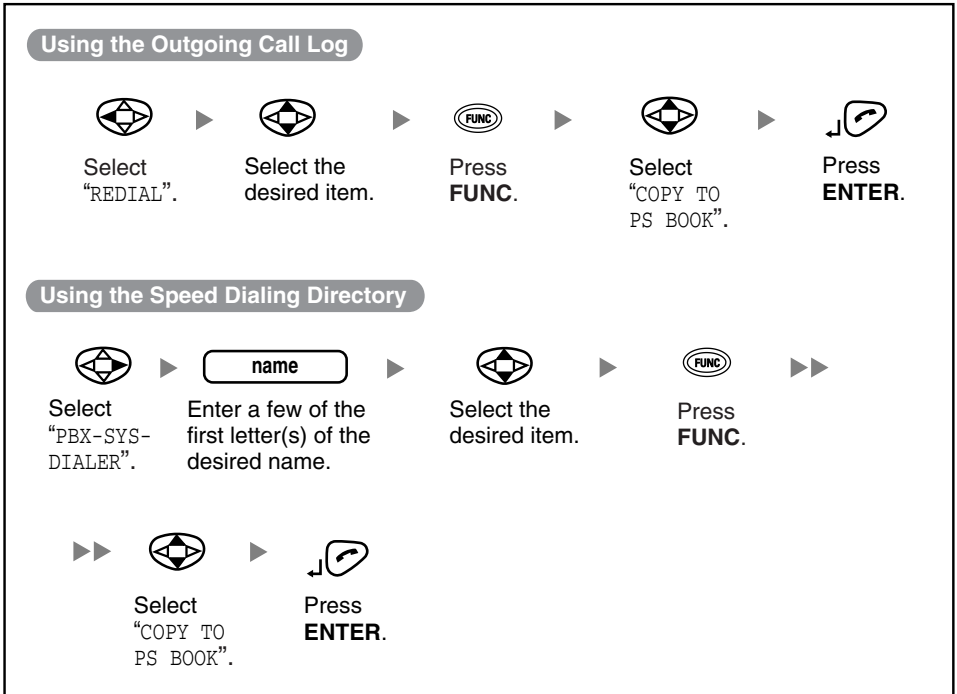 Using the Outgoing Call Log
FUNC
Select
"REDIAL".
Select the
desired item.
Press
FUNC.
Select
"COPY TO
PS BOOK".
Press
ENTER.
Using the Speed Dialing Directory
name
FUNC
Select
"PBX-SYS-
DIALER".
Enter a few of the
first letter(s) of the
desired name.
Select the
desired item.
Press
FUNC.
Select
"COPY TO
PS BOOK".
Press
ENTER.